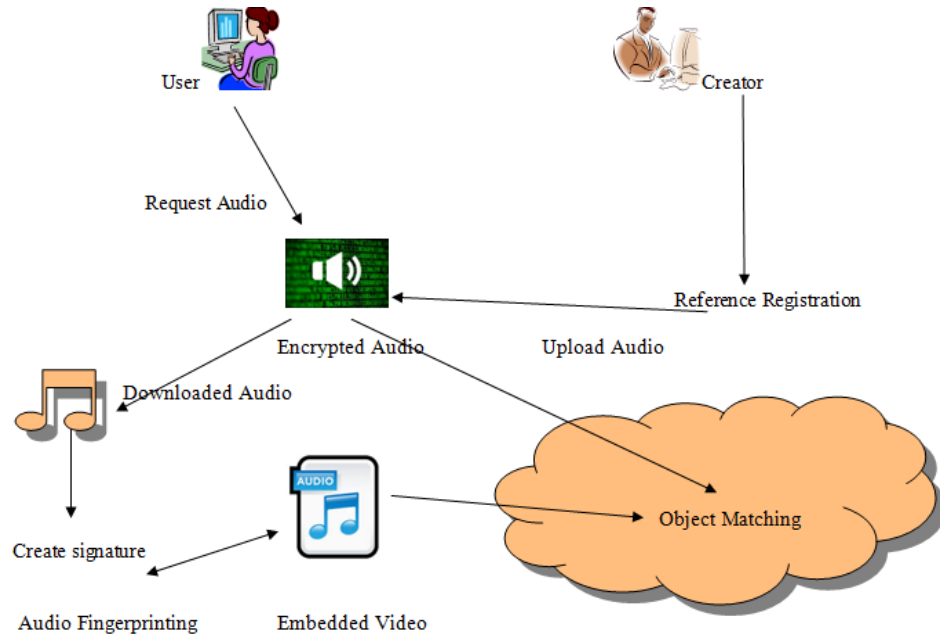 User
Creator
Request Audio
Reference Registration
Encrypted Audio
Upload Audio
Downloaded Audio
AUDIO
Object Matching
Create signature
Audio Fingerprinting
Embedded Video